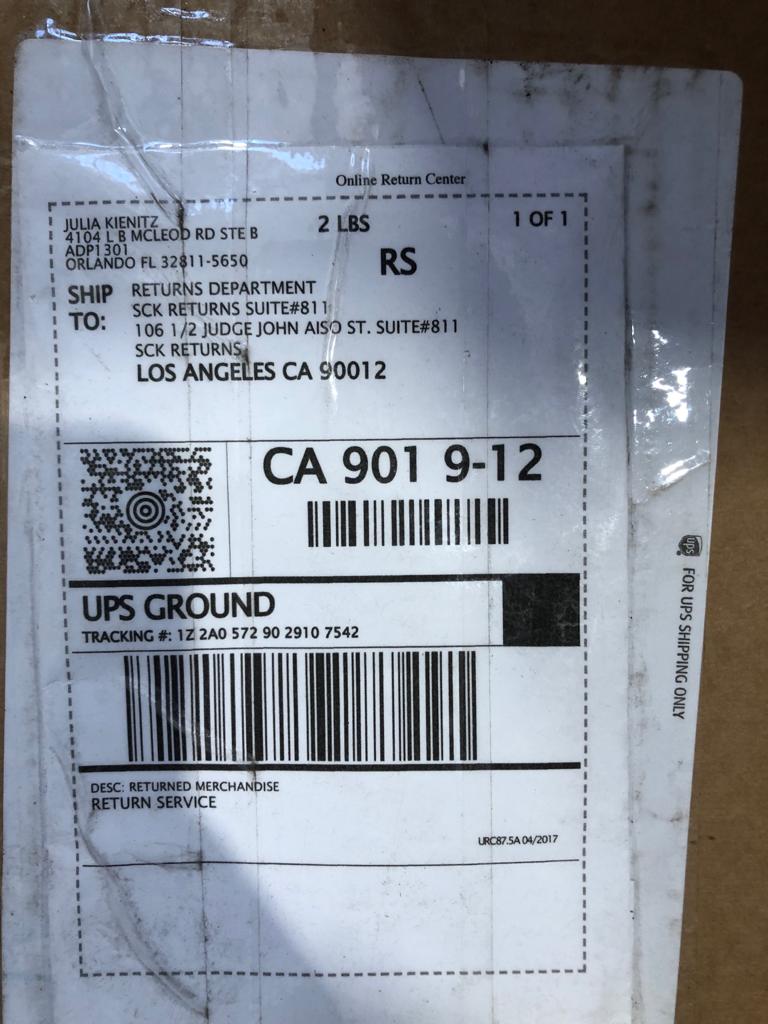 Online Return Center
JULIA KIENITZ
4104 L B MCLEOD RD STE B
ADP1301
ORLANDO FL 32811-5650
2 LBS
1 OF 1
RS
SHIP TO:
RETURNS DEPARTMENT
SCK RETURNS SUITE#811
106 1/2 JUDGE JOHN AISO ST. SUITE#811
SCK RETURNS
LOS ANGELES CA 90012
CA 901 9-12
UPS GROUND
TRACKING #: 1Z 2A0 572 90 2910 7542
DESC: RETURNED MERCHANDISE
RETURN SERVICE
URC87.5A 04/2017
ups
FOR UPS SHIPPING ONLY